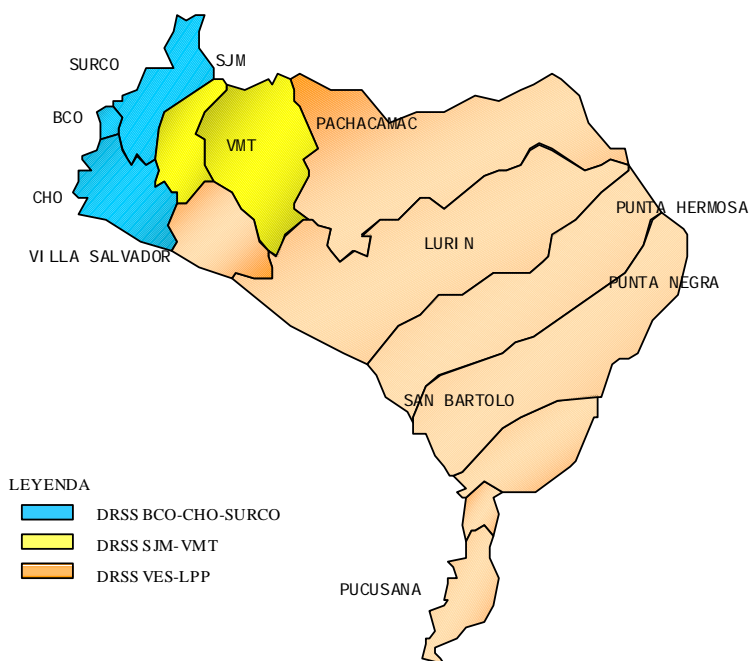 SURCO
SJM
BCO
PACHACAMAC
VMT
CHO
PUNTA HERMOSA
LURIN
VILLA SALVADOR
PUNTA NEGRA
SAN BARTOLO
LEYENDA
DRSS BCO-CHO-SURCO
DRSS SJM-VMT
DRSS VES-LPP
PUCUSANA